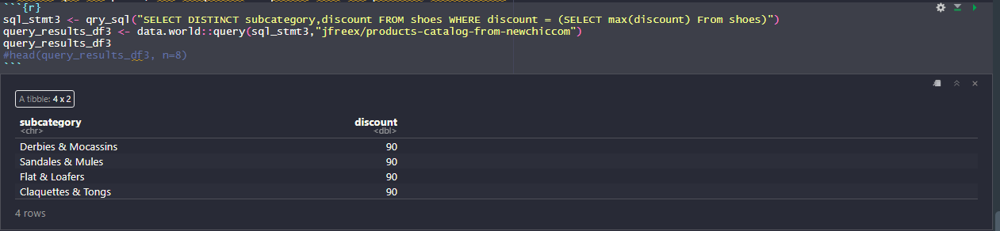 ```{r}
sql_stmt3 <- qry_sql("SELECT DISTINCT subcategory,discount FROM shoes WHERE discount = (SELECT max(discount) From shoes)")
query_results_df3 <- data.world::query(sql_stmt3,"jfreex/products-catalog-from-newchiccom")
query_results_df3
#head(query_results_df3, n=8)
```
A tibble: 4 x 2
subcategory discount
<chr> <dbl>
Derbies & Mocassins 90
Sandales & Mules 90
Flat & Loafers 90
Claquettes & Tongs 90
4 rows